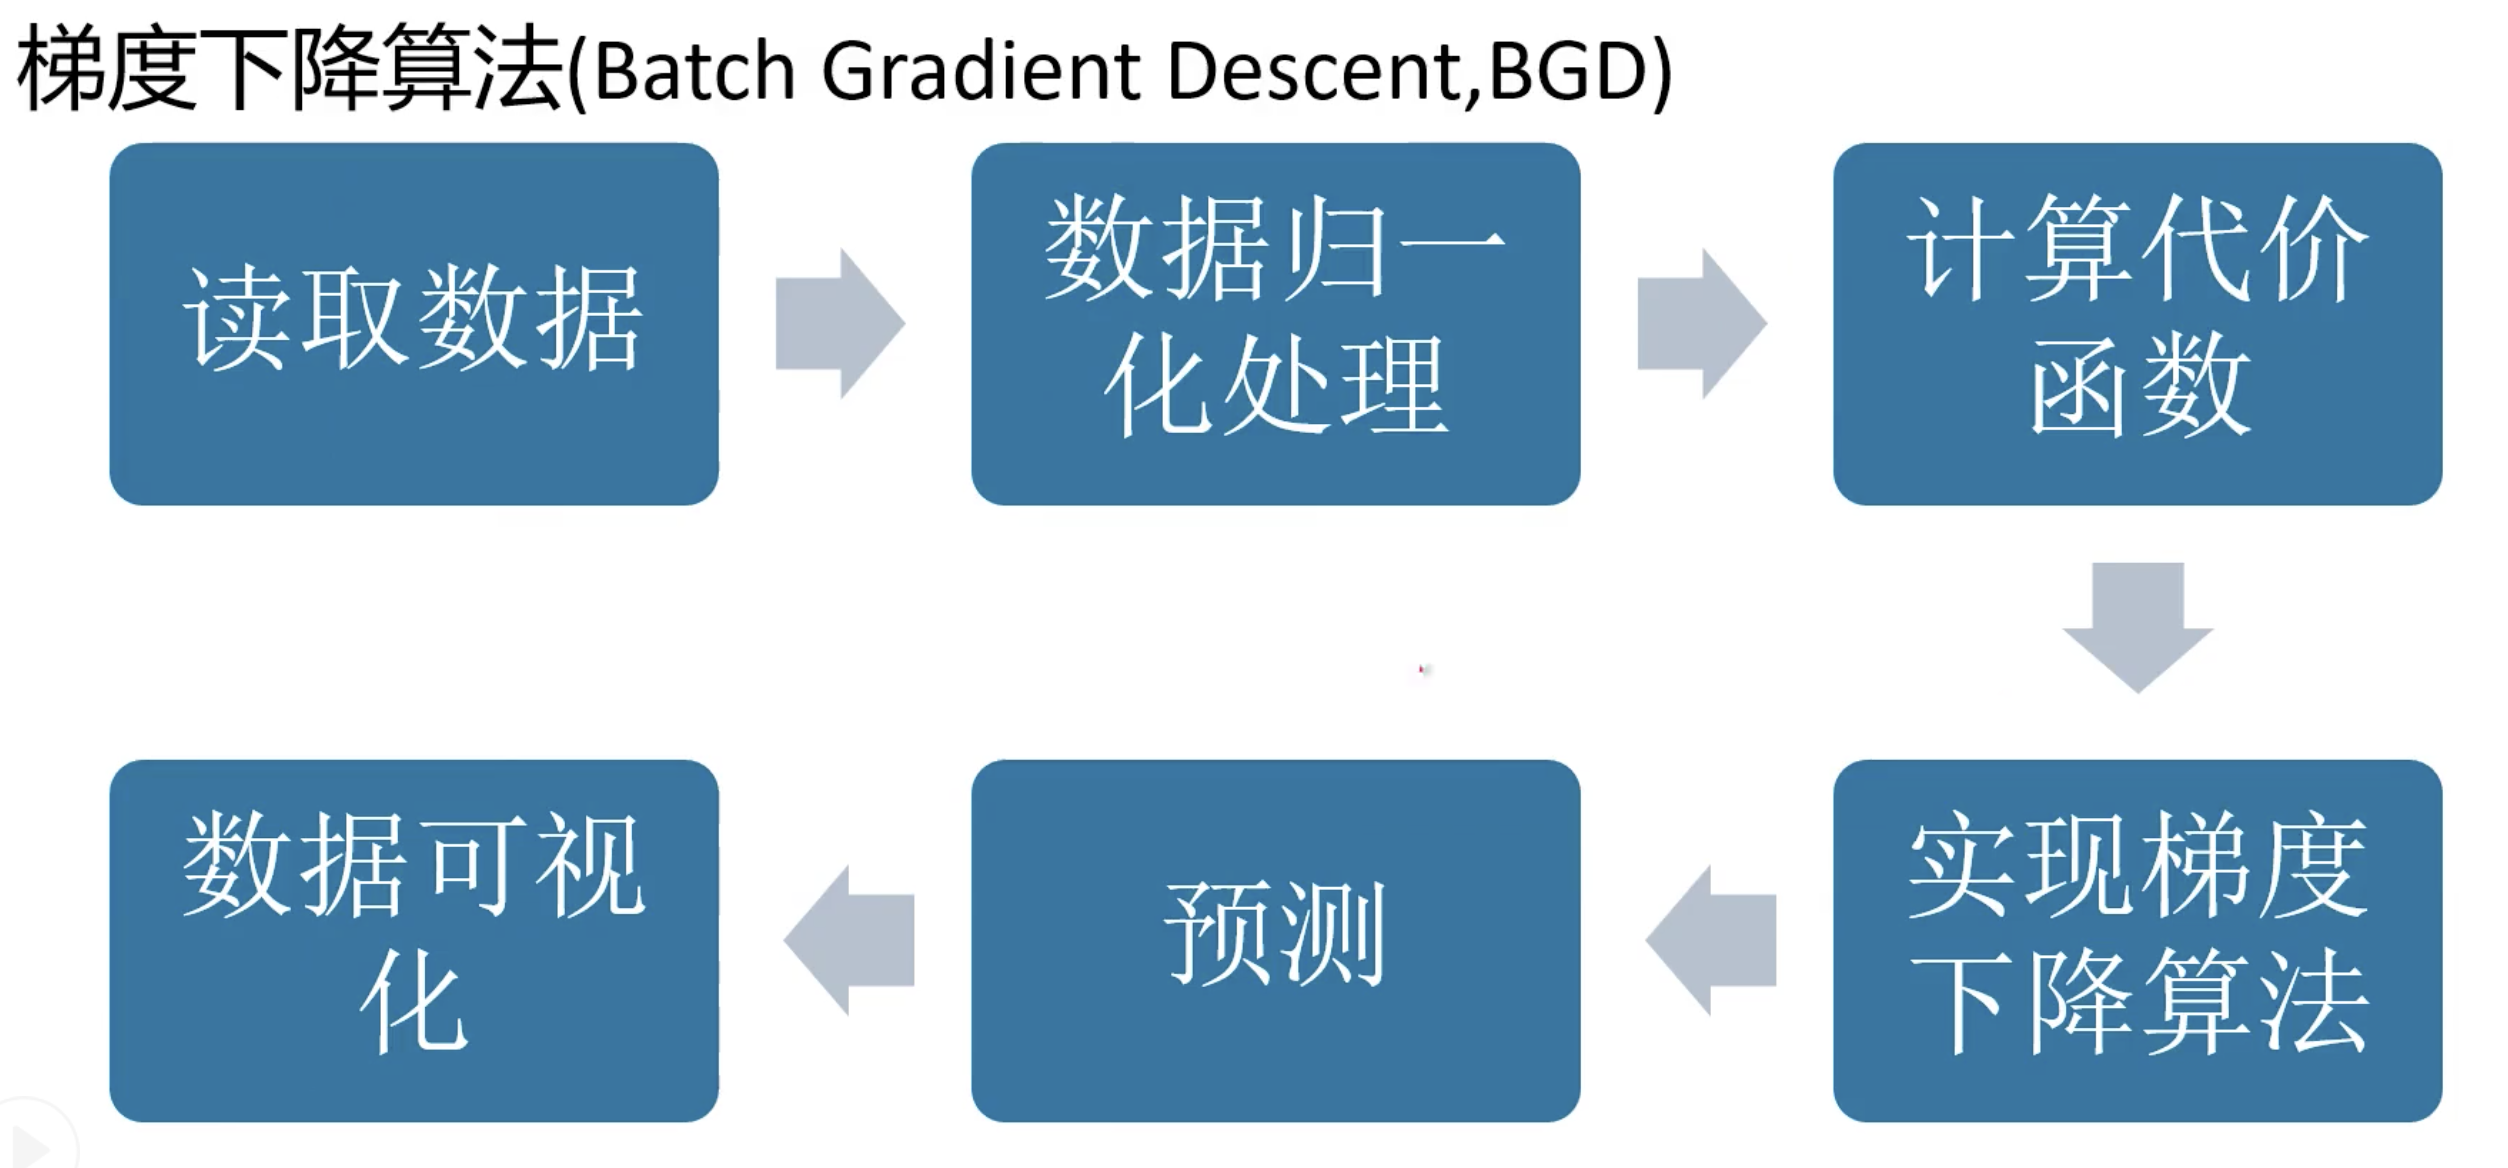 梯度下降算法(Batch Gradient Descent,BGD)
读取数据
数据归一
化处理
计算代价
函数
实现梯度
下降算法
预测
数据可视
化